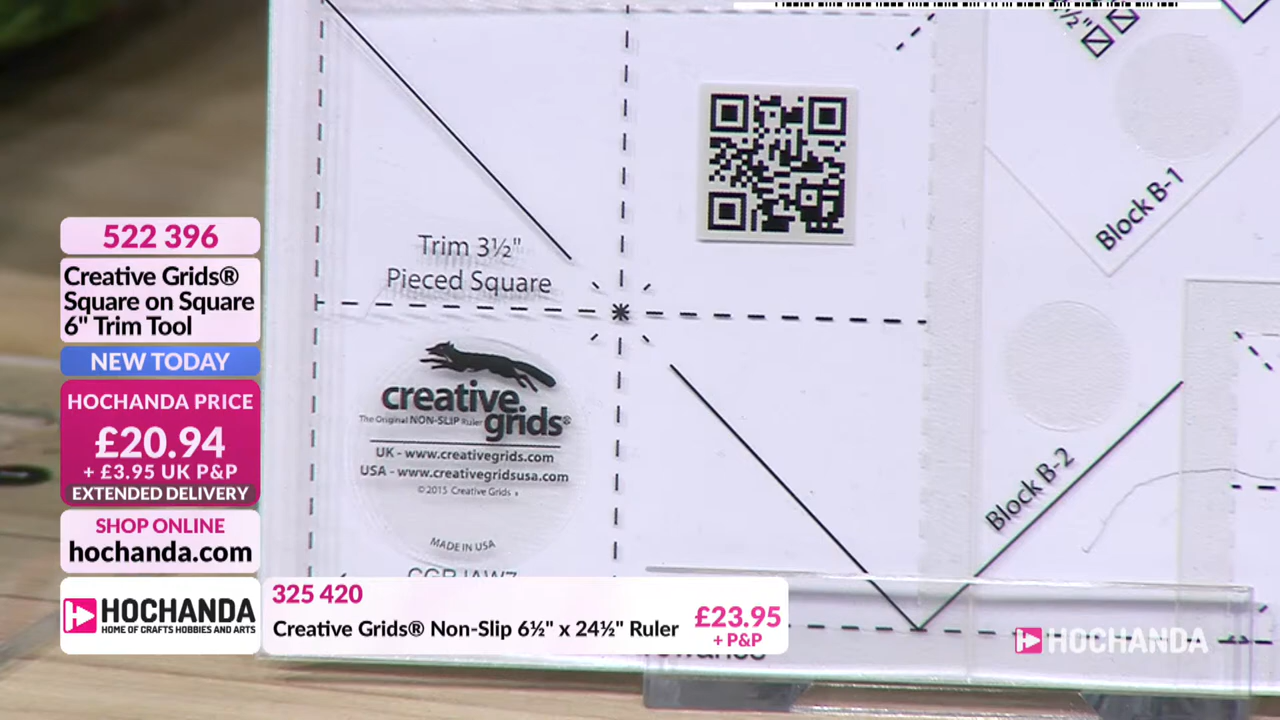 ½"
Block B-1
Trim 3½"
Pieced Square
creative
grids®
The Original NON-SLIP Ruler
UK - www.creativegrids.com
USA - www.creativegridsusa.com
© 2015 Creative Grids
MADE IN USA
Block B-2
522 396
Creative Grids®
Square on Square
6" Trim Tool
NEW TODAY
HOCHANDA PRICE
£20.94
+ £3.95 UK P&P
EXTENDED DELIVERY
SHOP ONLINE
hochanda.com
HOCHANDA
HOME OF CRAFTS HOBBIES AND ARTS
325 420
Creative Grids® Non-Slip 6½" x 24½" Ruler
£23.95
+ P&P
HOCHANDA